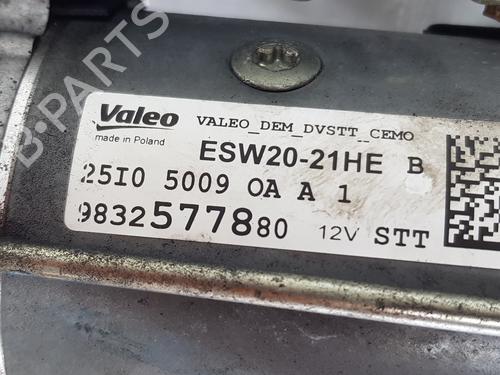 B-PARTS
Valeo
made in Poland
VALEO_DEM_DVSTT_CEMO
ESW20-21HE B
25I0 5009 0A A 1
9832577880 12V STT